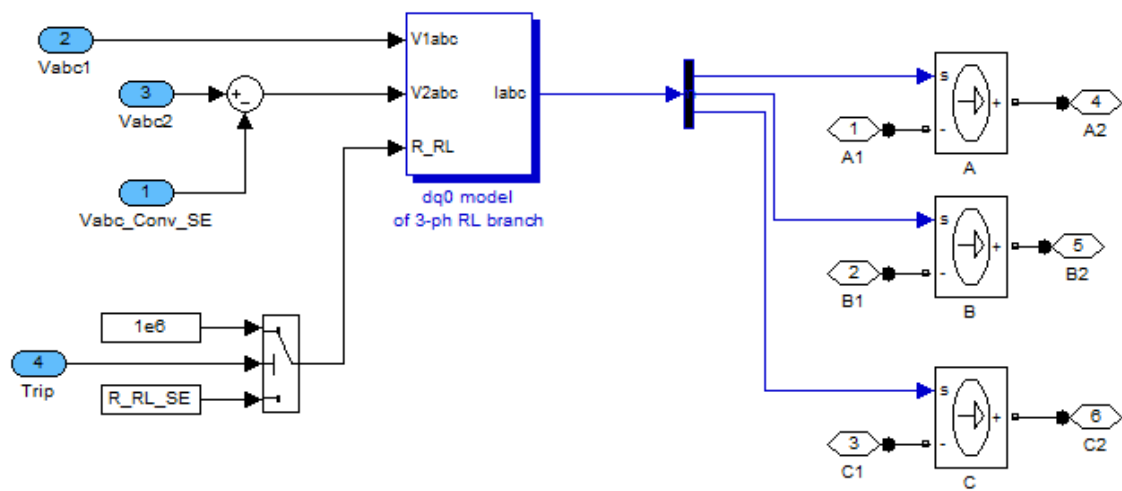 2
Vabc1
3
Vabc2
+
-
1
Vabc_Conv_SE
V1abc
V2abc
Iabc
R_RL
dq0 model
of 3-ph RL branch
1e6
4
Trip
R_RL_SE
s
+
-
A
1
A1
4
A2
s
+
-
B
2
B1
5
B2
s
+
-
C
3
C1
6
C2